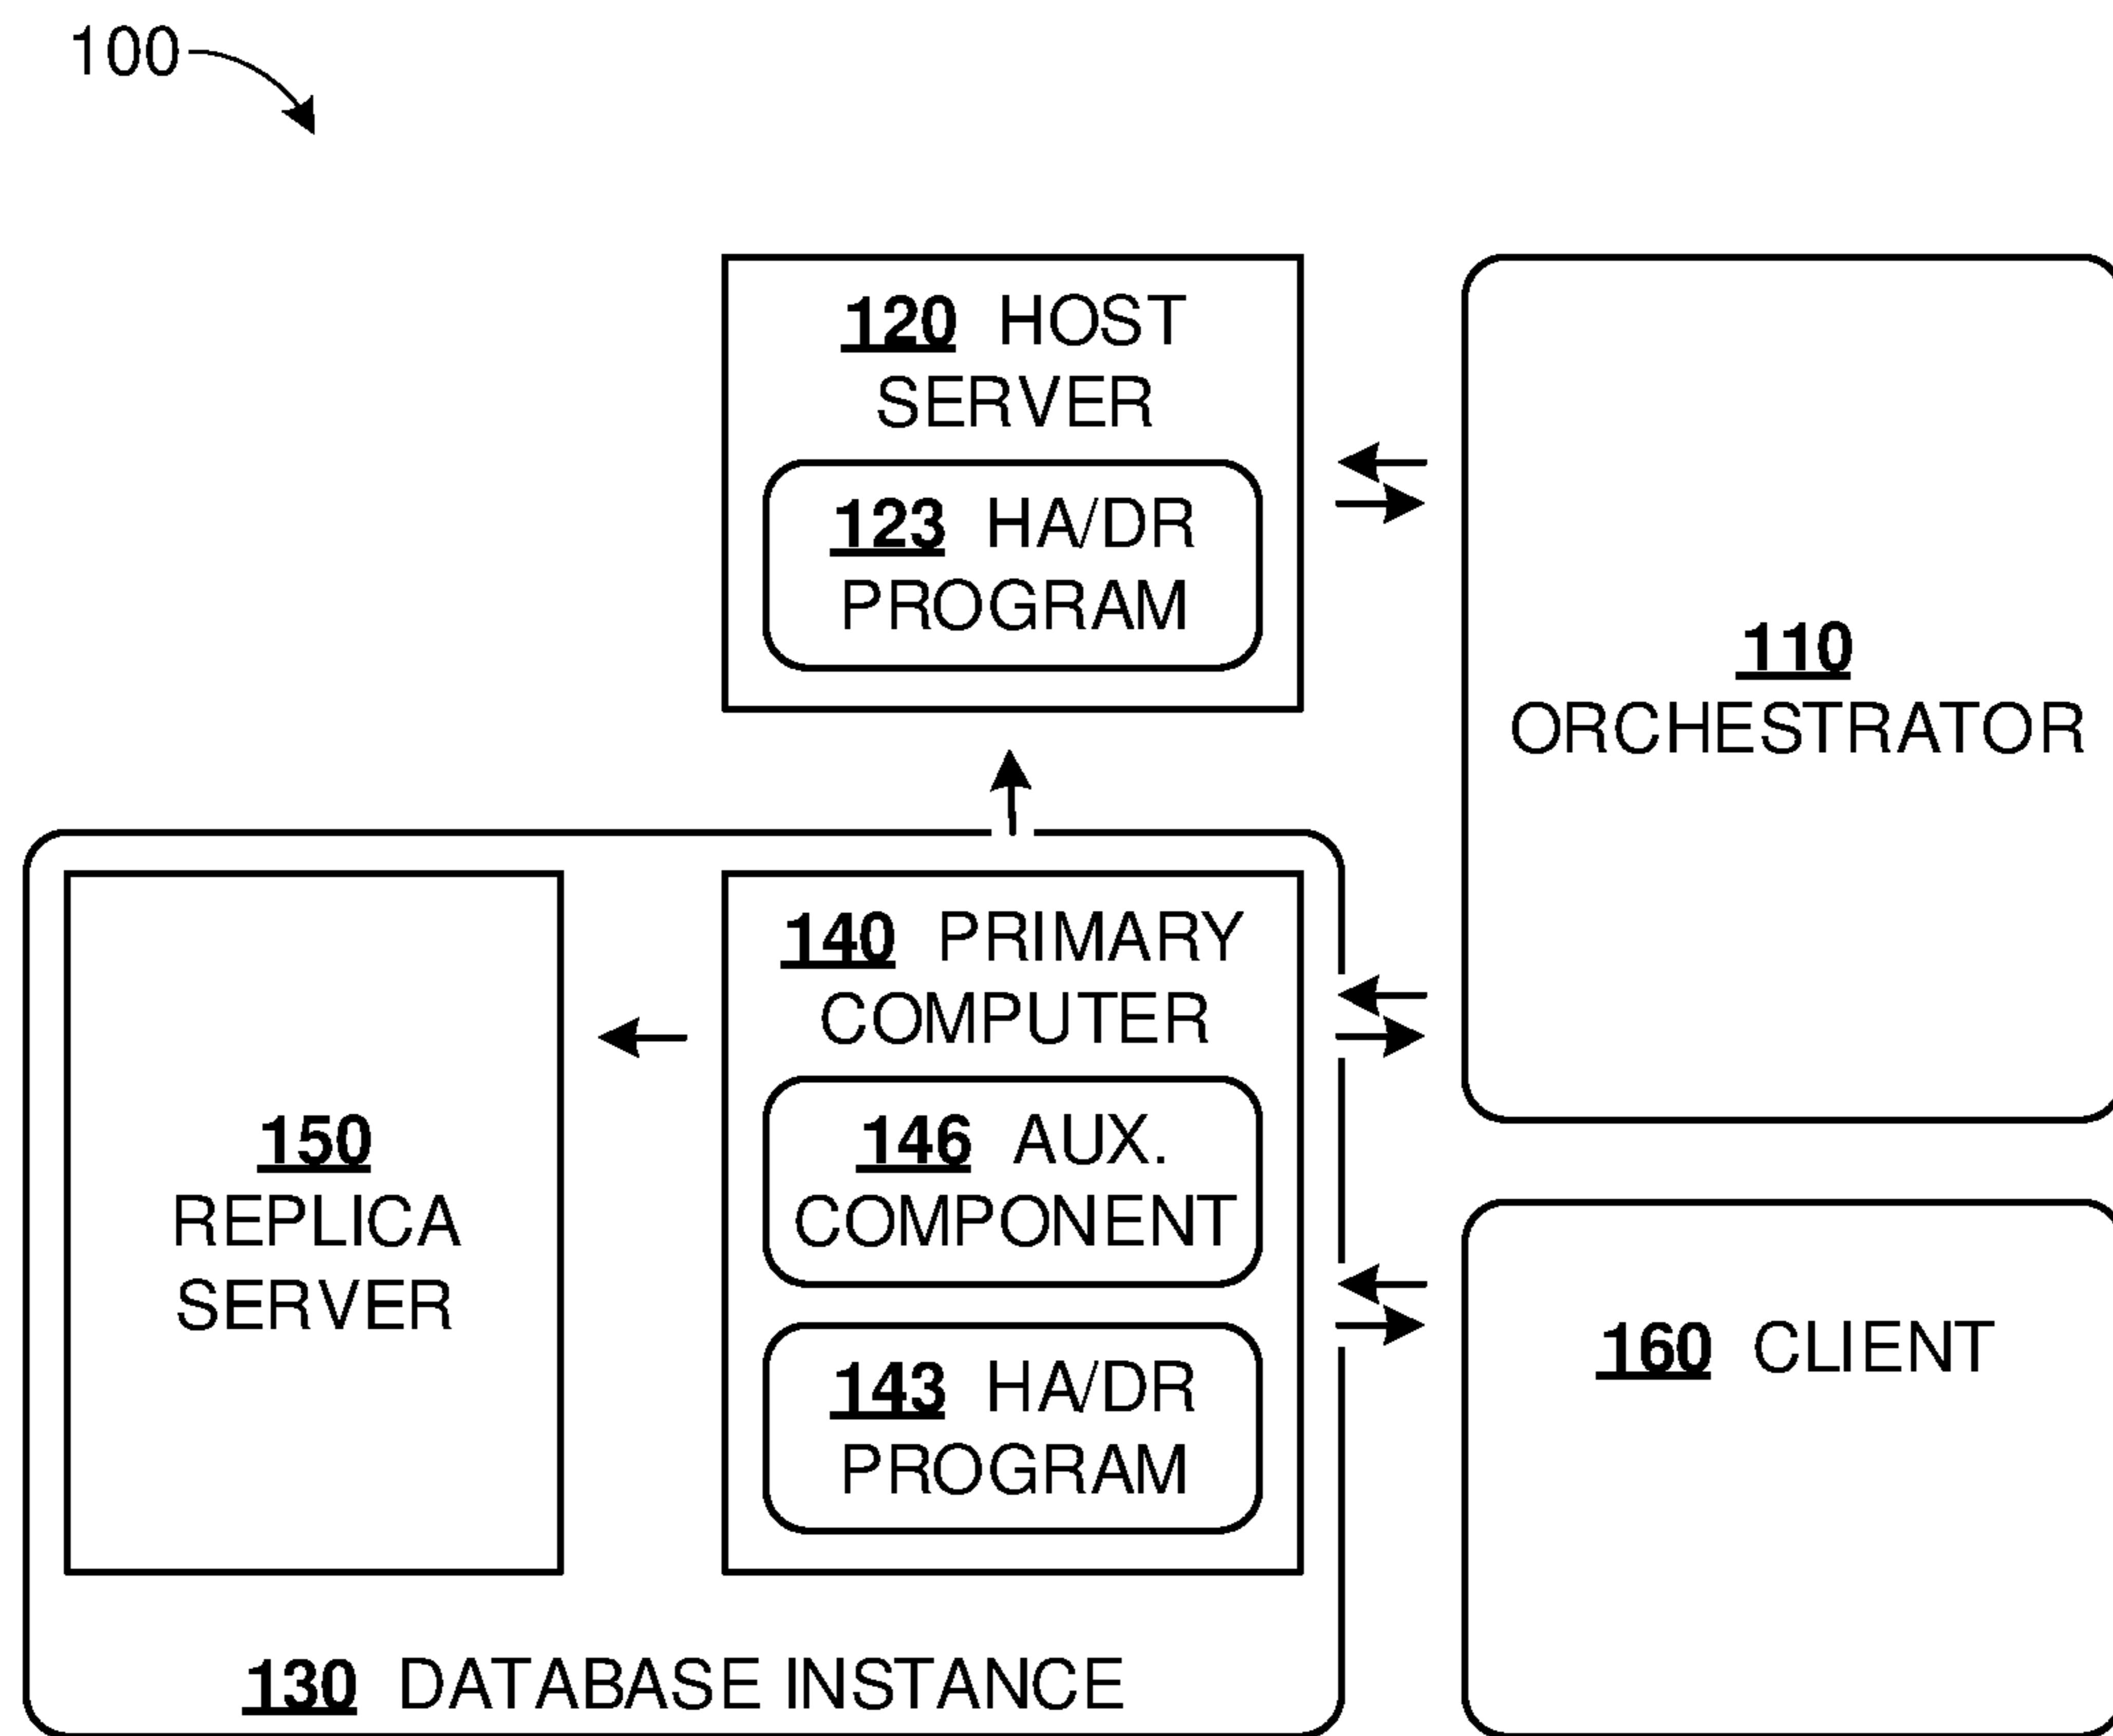 100
120 HOST
SERVER
123 HA/DR
PROGRAM
110
ORCHESTRATOR
140 PRIMARY
COMPUTER
146 AUX.
COMPONENT
143 HA/DR
PROGRAM
150
REPLICA
SERVER
160 CLIENT
130 DATABASE INSTANCE